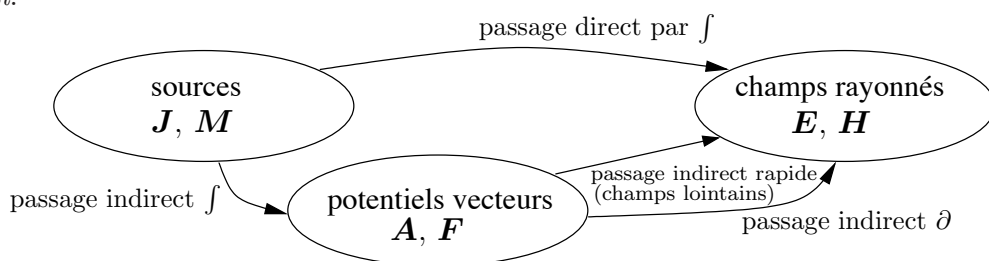 passage direct par ∫
sources
J, M
champs rayonnés
E, H
passage indirect rapide
(champs lointains)
passage indirect ∫
potentiels vecteurs
A, F
passage indirect ∂